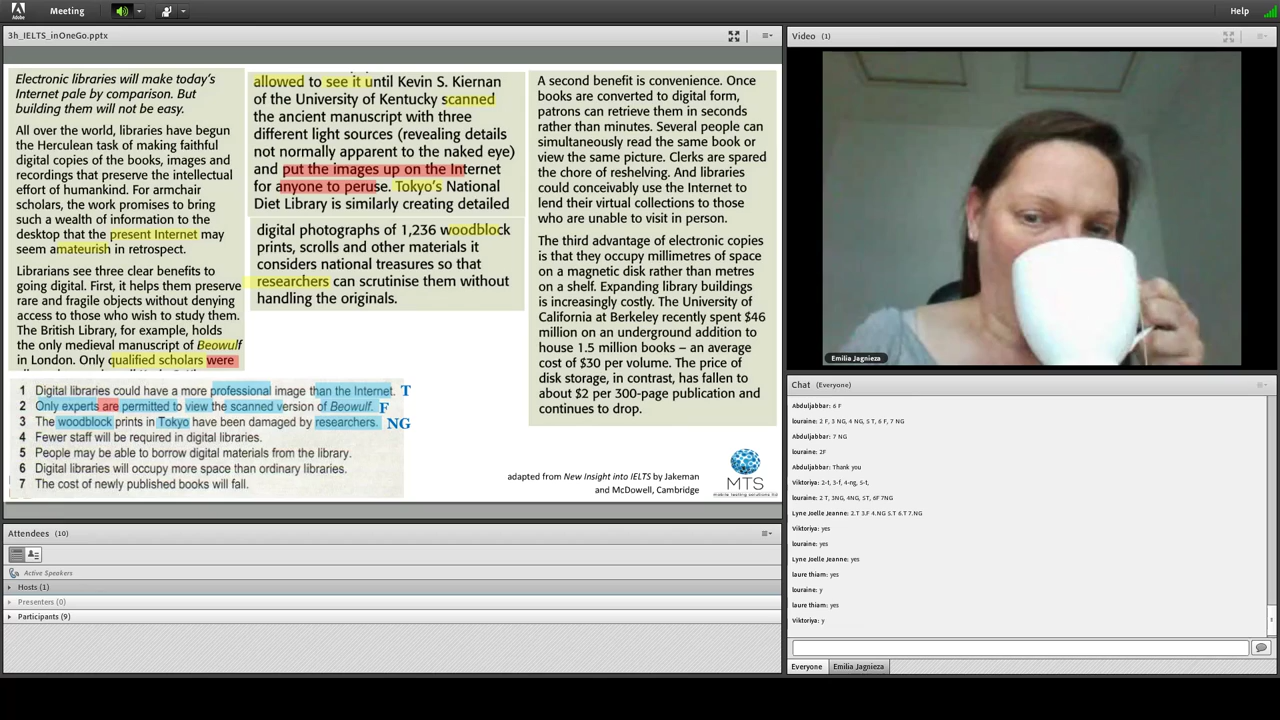 Adobe
Meeting
Help
3h_IELTS_inOneGo.pptx
Electronic libraries will make today's
Internet pale by comparison. But
building them will not be easy.
All over the world, libraries have begun
the Herculean task of making faithful
digital copies of the books, images and
recordings that preserve the intellectual
effort of humankind. For armchair
scholars, the work promises to bring
such a wealth of information to the
desktop that the present Internet may
seem amateurish in retrospect.
Librarians see three clear benefits to
going digital. First, it helps them preserve
rare and fragile objects without denying
access to those who wish to study them.
The British Library, for example, holds
the only medieval manuscript of Beowulf
in London. Only qualified scholars were
allowed to see it until Kevin S. Kiernan
of the University of Kentucky scanned
the ancient manuscript with three
different light sources (revealing details
not normally apparent to the naked eye)
and put the images up on the Internet
for anyone to peruse. Tokyo's National
Diet Library is similarly creating detailed
digital photographs of 1,236 woodblock
prints, scrolls and other materials it
considers national treasures so that
researchers can scrutinise them without
handling the originals.
A second benefit is convenience. Once
books are converted to digital form,
patrons can retrieve them in seconds
rather than minutes. Several people can
simultaneously read the same book or
view the same picture. Clerks are spared
the chore of reshelving. And libraries
could conceivably use the Internet to
lend their virtual collections to those
who are unable to visit in person.
The third advantage of electronic copies
is that they occupy millimetres of space
on a magnetic disk rather than metres
on a shelf. Expanding library buildings
is increasingly costly. The University of
California at Berkeley recently spent $46
million on an underground addition to
house 1.5 million books – an average
cost of $30 per volume. The price of
disk storage, in contrast, has fallen to
about $2 per 300-page publication and
continues to drop.
1 Digital libraries could have a more professional image than the Internet. T
2 Only experts are permitted to view the scanned version of Beowulf. F
3 The woodblock prints in Tokyo have been damaged by researchers. NG
4 Fewer staff will be required in digital libraries.
5 People may be able to borrow digital materials from the library.
6 Digital libraries will occupy more space than ordinary libraries.
7 The cost of newly published books will fall.
adapted from New Insight into IELTS by Jakeman
and McDowell, Cambridge
MTS
mobile testing solutions ltd
Attendees (10)
Active Speakers
Hosts (1)
Presenters (0)
Participants (9)
Video (1)
Emilia Jagnieza
Chat (Everyone)
Abduljabbar: 6 F
louraine: 2 F, 3 NG, 4 NG, 5 T, 6 F, 7 NG
Abduljabbar: 7 NG
louraine: 2F
Abduljabbar: Thank you
Viktoriya: 2-t, 3-f, 4-ng, 5-t,
louraine: 2 T, 3NG, 4NG, 5T, 6F 7NG
Lyne Joelle Jeanne: 2.T 3.F 4.NG 5.T 6.T 7.NG
Viktoriya: yes
louraine: yes
Lyne Joelle Jeanne: yes
laure thiam: yes
louraine: y
laure thiam: yes
Viktoriya: y
Everyone
Emilia Jagnieza